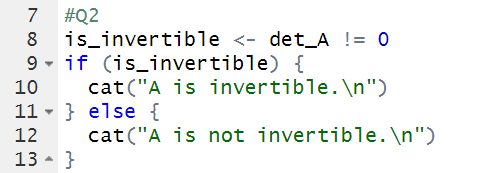 7 #Q2
8 is_invertible <- det_A != 0
9 if (is_invertible) {
10   cat("A is invertible.\n")
11 } else {
12   cat("A is not invertible.\n")
13 }